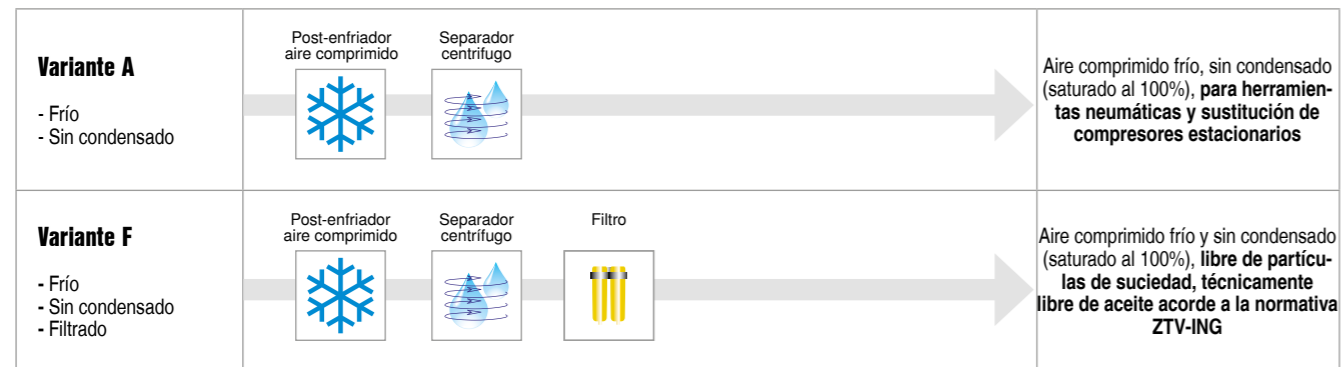 Variante A
- Frío
- Sin condensado
Post-enfriador
aire comprimido
Separador
centrifugo
Aire comprimido frío, sin condensado
(saturado al 100%), para herramien-
tas neumáticas y sustitución de
compresores estacionarios
Variante F
- Frío
- Sin condensado
- Filtrado
Post-enfriador
aire comprimido
Separador
centrífugo
Filtro
Aire comprimido frío y sin condensado
(saturado al 100%), libre de partícu-
las de suciedad, técnicamente
libre de aceite acorde a la normativa
ZTV-ING